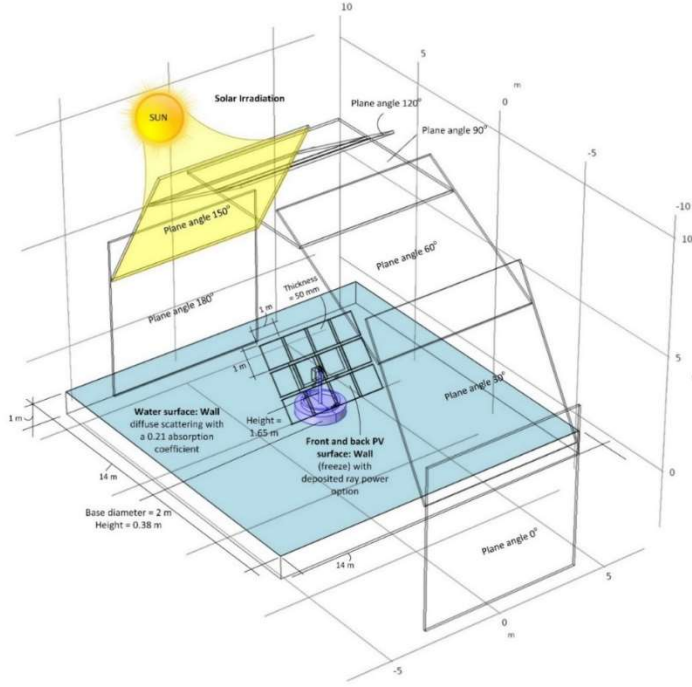 10
5
m
0
-5
-10
10
5
0
Solar Irradiation
SUN
Plane angle 120°
Plane angle 90°
Plane angle 150°
Plane angle 60°
Plane angle 180°
Thickness
= 50 mm
1 m
1 m
Plane angle 30°
Water surface: Wall
diffuse scattering with
a 0.21 absorption
coefficient
Height =
1.65 m
Front and back PV
surface: Wall
(freeze) with
deposited ray power
option
1 m
14 m
Base diameter = 2 m
Height = 0.38 m
14 m
Plane angle 0°
5
0
m
-5